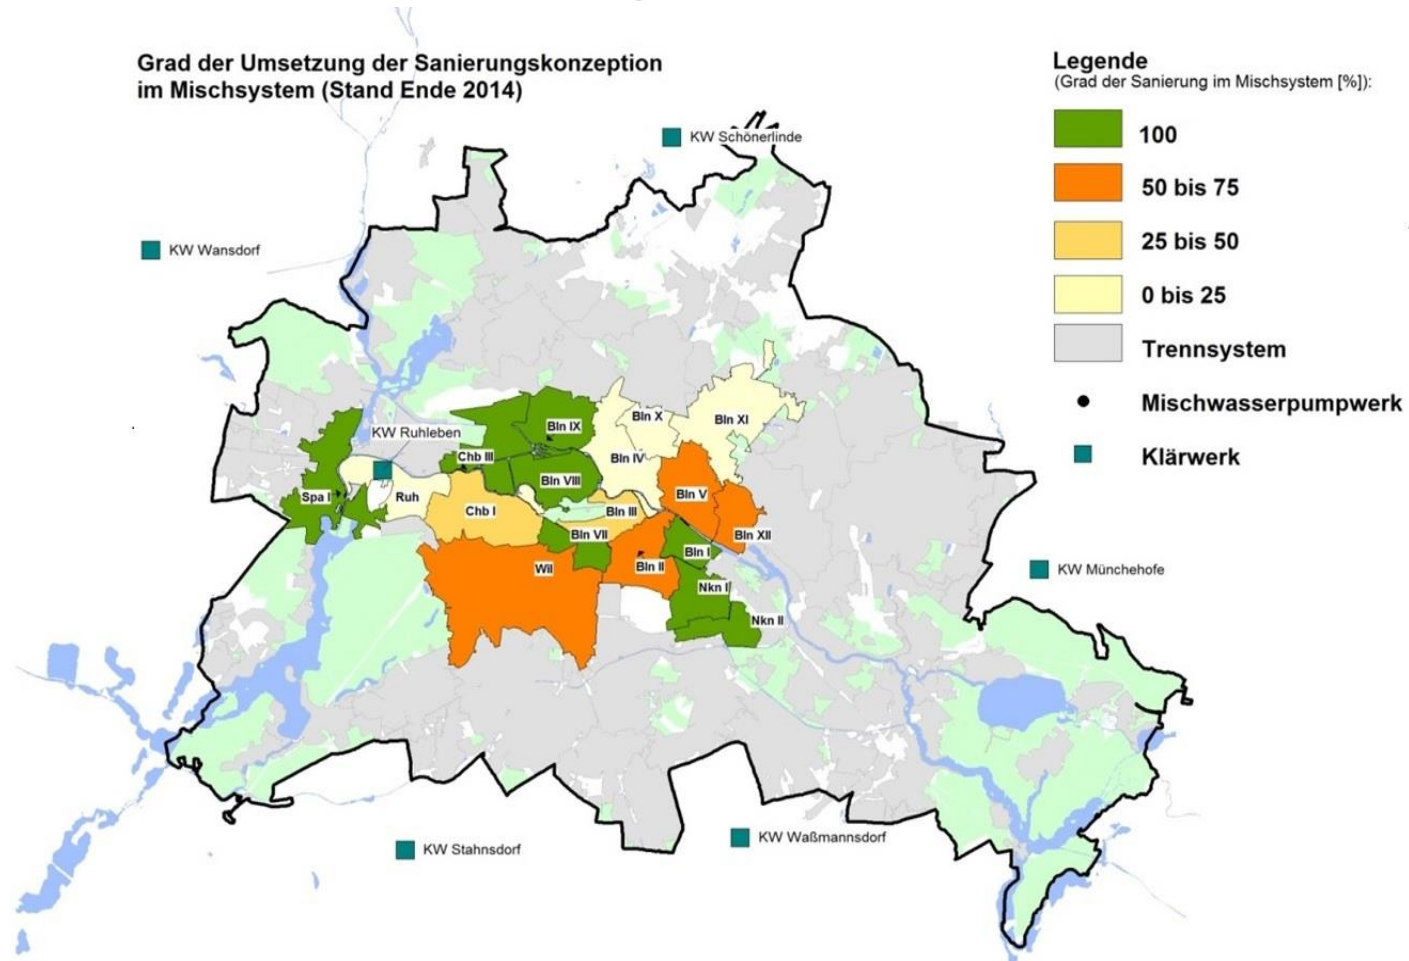 Grad der Umsetzung der Sanierungskonzeption
im Mischsystem (Stand Ende 2014)
Legende
(Grad der Sanierung im Mischsystem [%]):
100
50 bis 75
25 bis 50
0 bis 25
Trennsystem
Mischwasserpumpwerk
Klärwerk
KW Schönerlinde
KW Wansdorf
KW Ruhleben
Bln IX
Bln X
Bln XI
Chb III
Bln IV
Bln VIII
Spa I
Ruh
Chb I
Bln III
Bln V
Bln VII
Bln XII
Bln I
Wil
Bln II
KW Münchehofe
Nkn I
Nkn II
KW Waßmannsdorf
KW Stahnsdorf